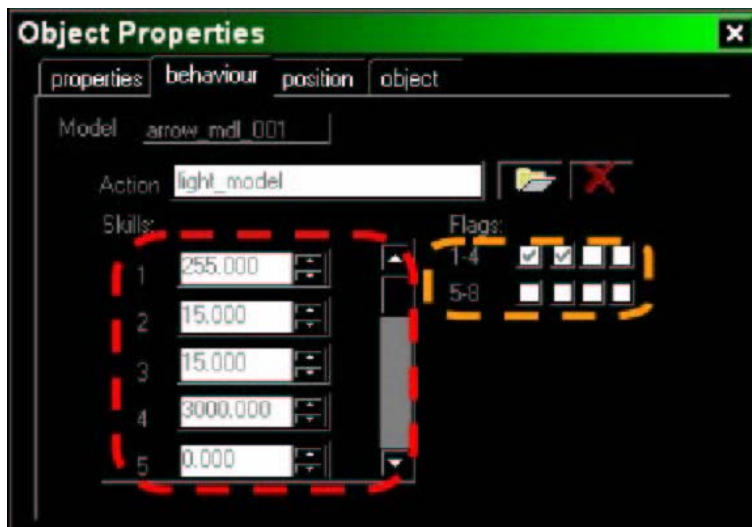 Object Properties
properties behaviour position object
Model arrow_mdl_001
Action light_model
Skills: Flags:
1 255.000 1-4
2 15.000 5-8
3 15.000
4 3000.000
5 0.000